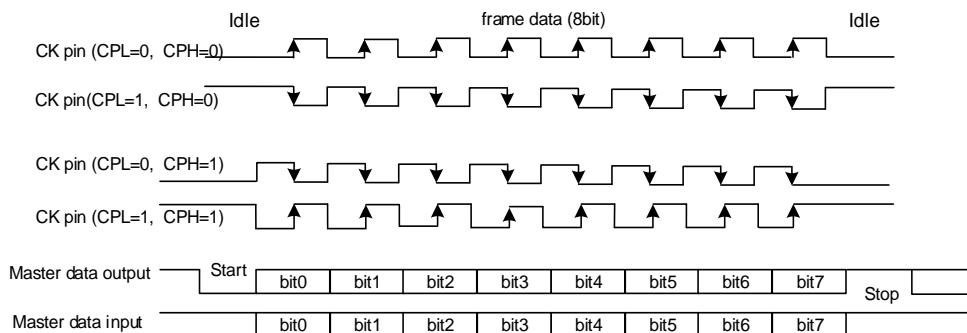 Idle frame data (8bit) Idle
CK pin (CPL=0, CPH=0)
CK pin(CPL=1, CPH=0)
CK pin (CPL=0, CPH=1)
CK pin (CPL=1, CPH=1)
Master data output Start bit0 bit1 bit2 bit3 bit4 bit5 bit6 bit7 Stop
Master data input bit0 bit1 bit2 bit3 bit4 bit5 bit6 bit7